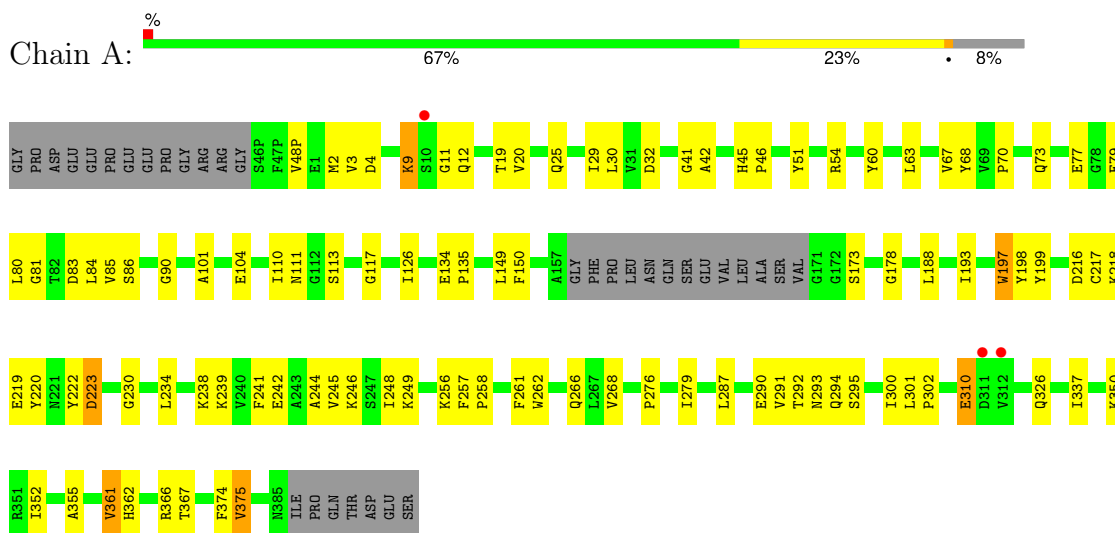 %
Chain A:
67% 23% • 8%
GLY PRO ASP GLU GLU PRO GLU GLU PRO GLY ARG ARG GLY S46P F47P V48P E1 M2 V3 D4 K9 S10 G11 Q12 T19 V20 Q25 I29 L30 V31 D32 G41 A42 H45 P46 Y51 R54 Y60 L63 V67 Y68 V69 P70 Q73 E77 G78 E79
L80 G81 T82 D83 L84 V85 S86 G90 A101 E104 I110 N111 G112 S113 G117 I126 E134 P135 L149 F150 A157 GLY PHE PRO LEU ASN GLN SER GLU VAL LEU ALA SER VAL G171 G172 S173 G178 L188 I193 W197 Y198 Y199 D216 C217 K218
E219 Y220 N221 Y222 D223 G230 L234 K238 K239 V240 F241 E242 A243 A244 V245 K246 S247 I248 K249 K256 F257 P258 F261 W262 Q266 L267 V268 P276 I279 L287 E290 V291 T292 N293 Q294 S295 I300 L301 P302 E310 D311 V312 Q326 I337 K350
R351 I352 A355 V361 H362 R366 T367 F374 V375 N385 ILE PRO GLN THR ASP GLU SER